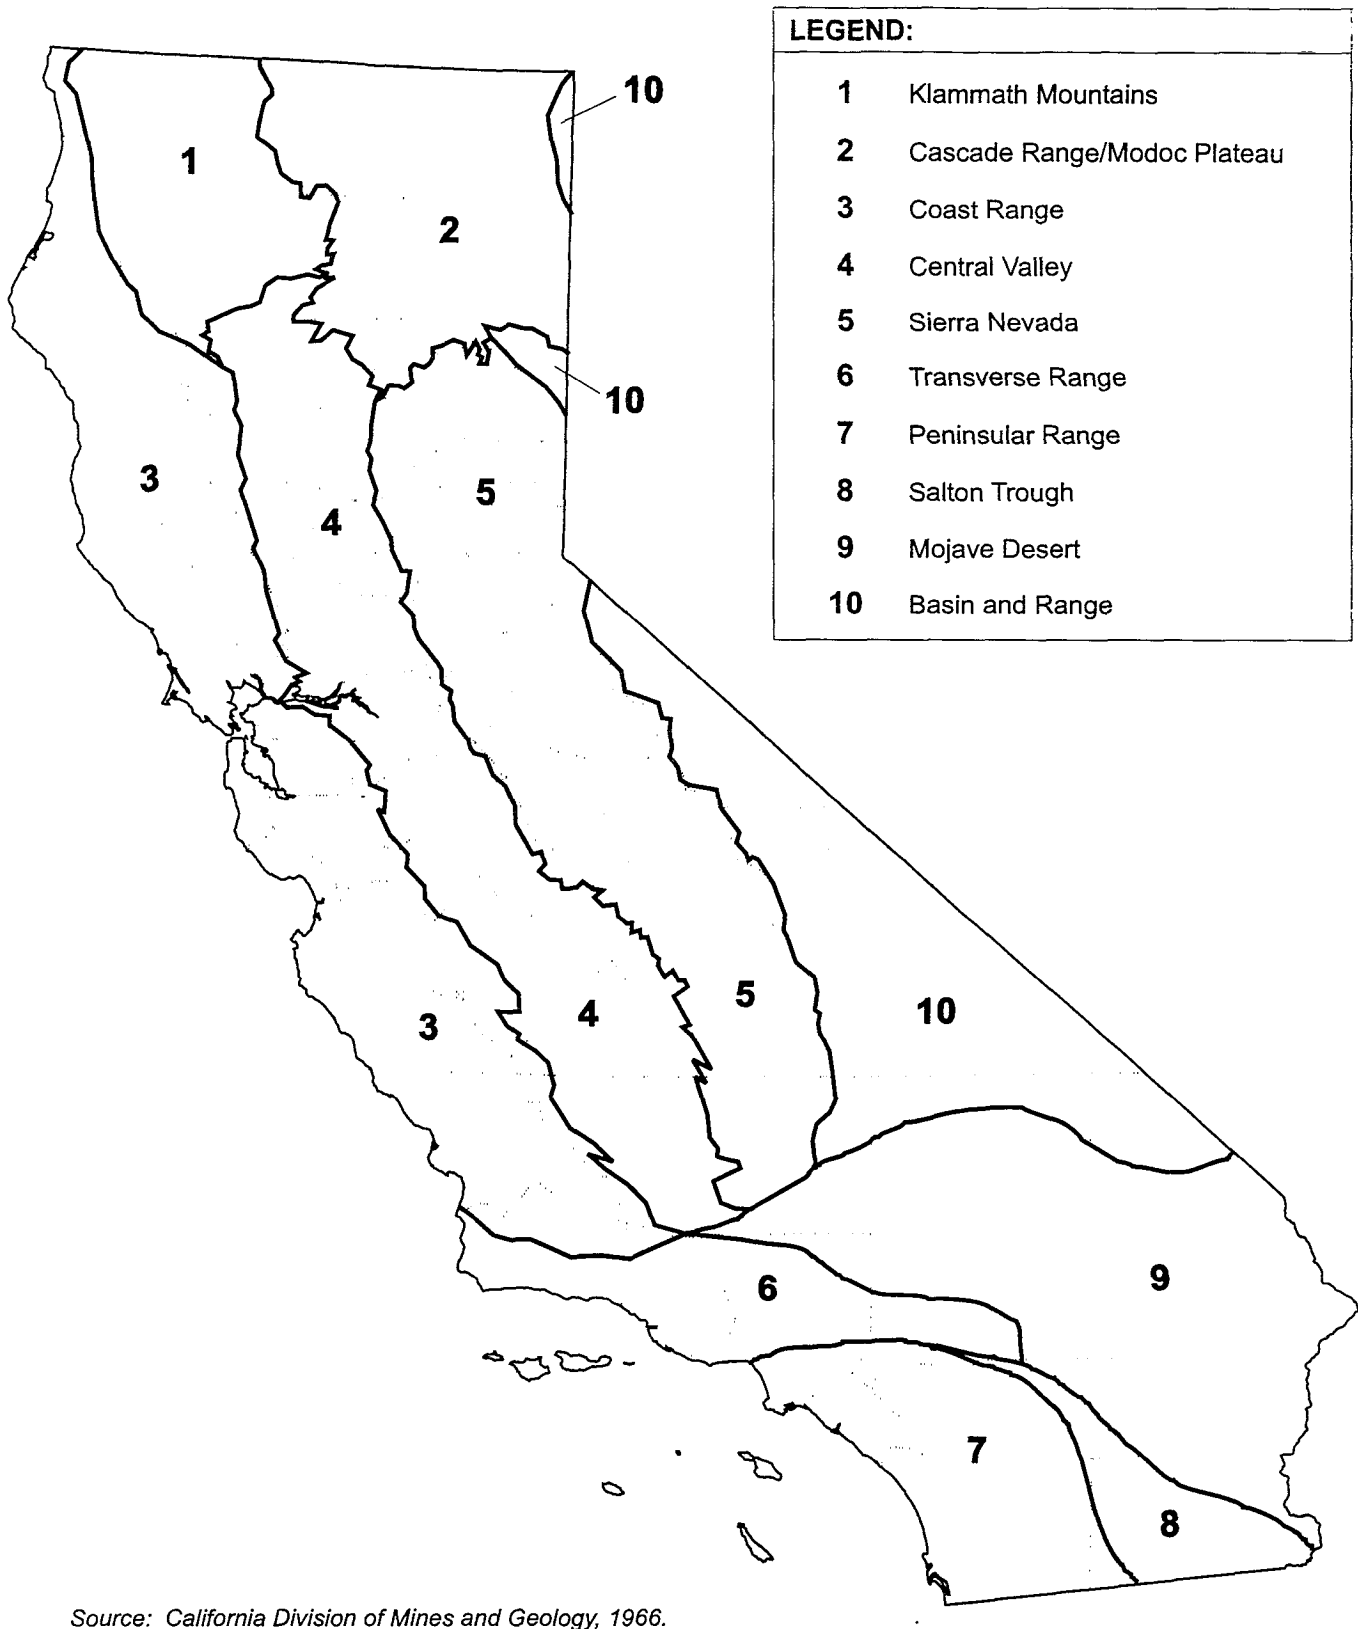 LEGEND:
1 Klammath Mountains
2 Cascade Range/Modoc Plateau
3 Coast Range
4 Central Valley
5 Sierra Nevada
6 Transverse Range
7 Peninsular Range
8 Salton Trough
9 Mojave Desert
10 Basin and Range
10
1
2
10
3
5
4
5
10
3
4
9
6
7
8
Source: California Division of Mines and Geology, 1966.